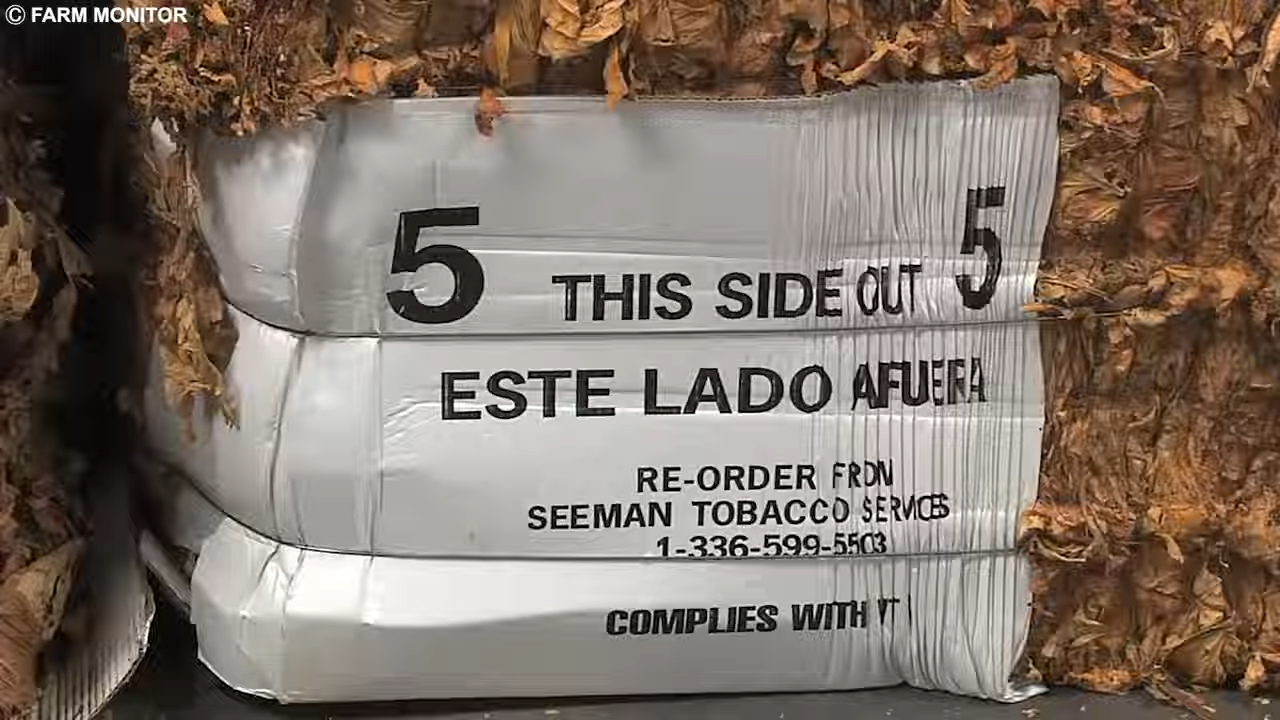 © FARM MONITOR
5 THIS SIDE OUT 5
ESTE LADO AFUERA
RE-ORDER FROM
SEEMAN TOBACCO SERVICES
1-336-599-5503
COMPLIES WITH